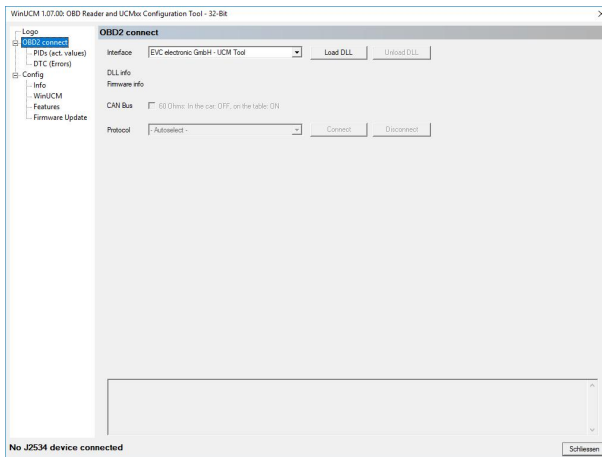 WinUCM 1.07.00: OBD Reader and UCMxx Configuration Tool - 32-Bit
Logo
OBD2 connect
PIDs (act. values)
DTC (Errors)
Config
Info
WinUCM
Features
Firmware Update
OBD2 connect
Interface EVC electronic GmbH - UCM Tool Load DLL Unload DLL
DLL info
Firmware info
CAN Bus 60 Ohms: In the car: OFF, on the table: ON
Protocol - Autoselect - Connect Disconnect
No J2534 device connected
Schliessen